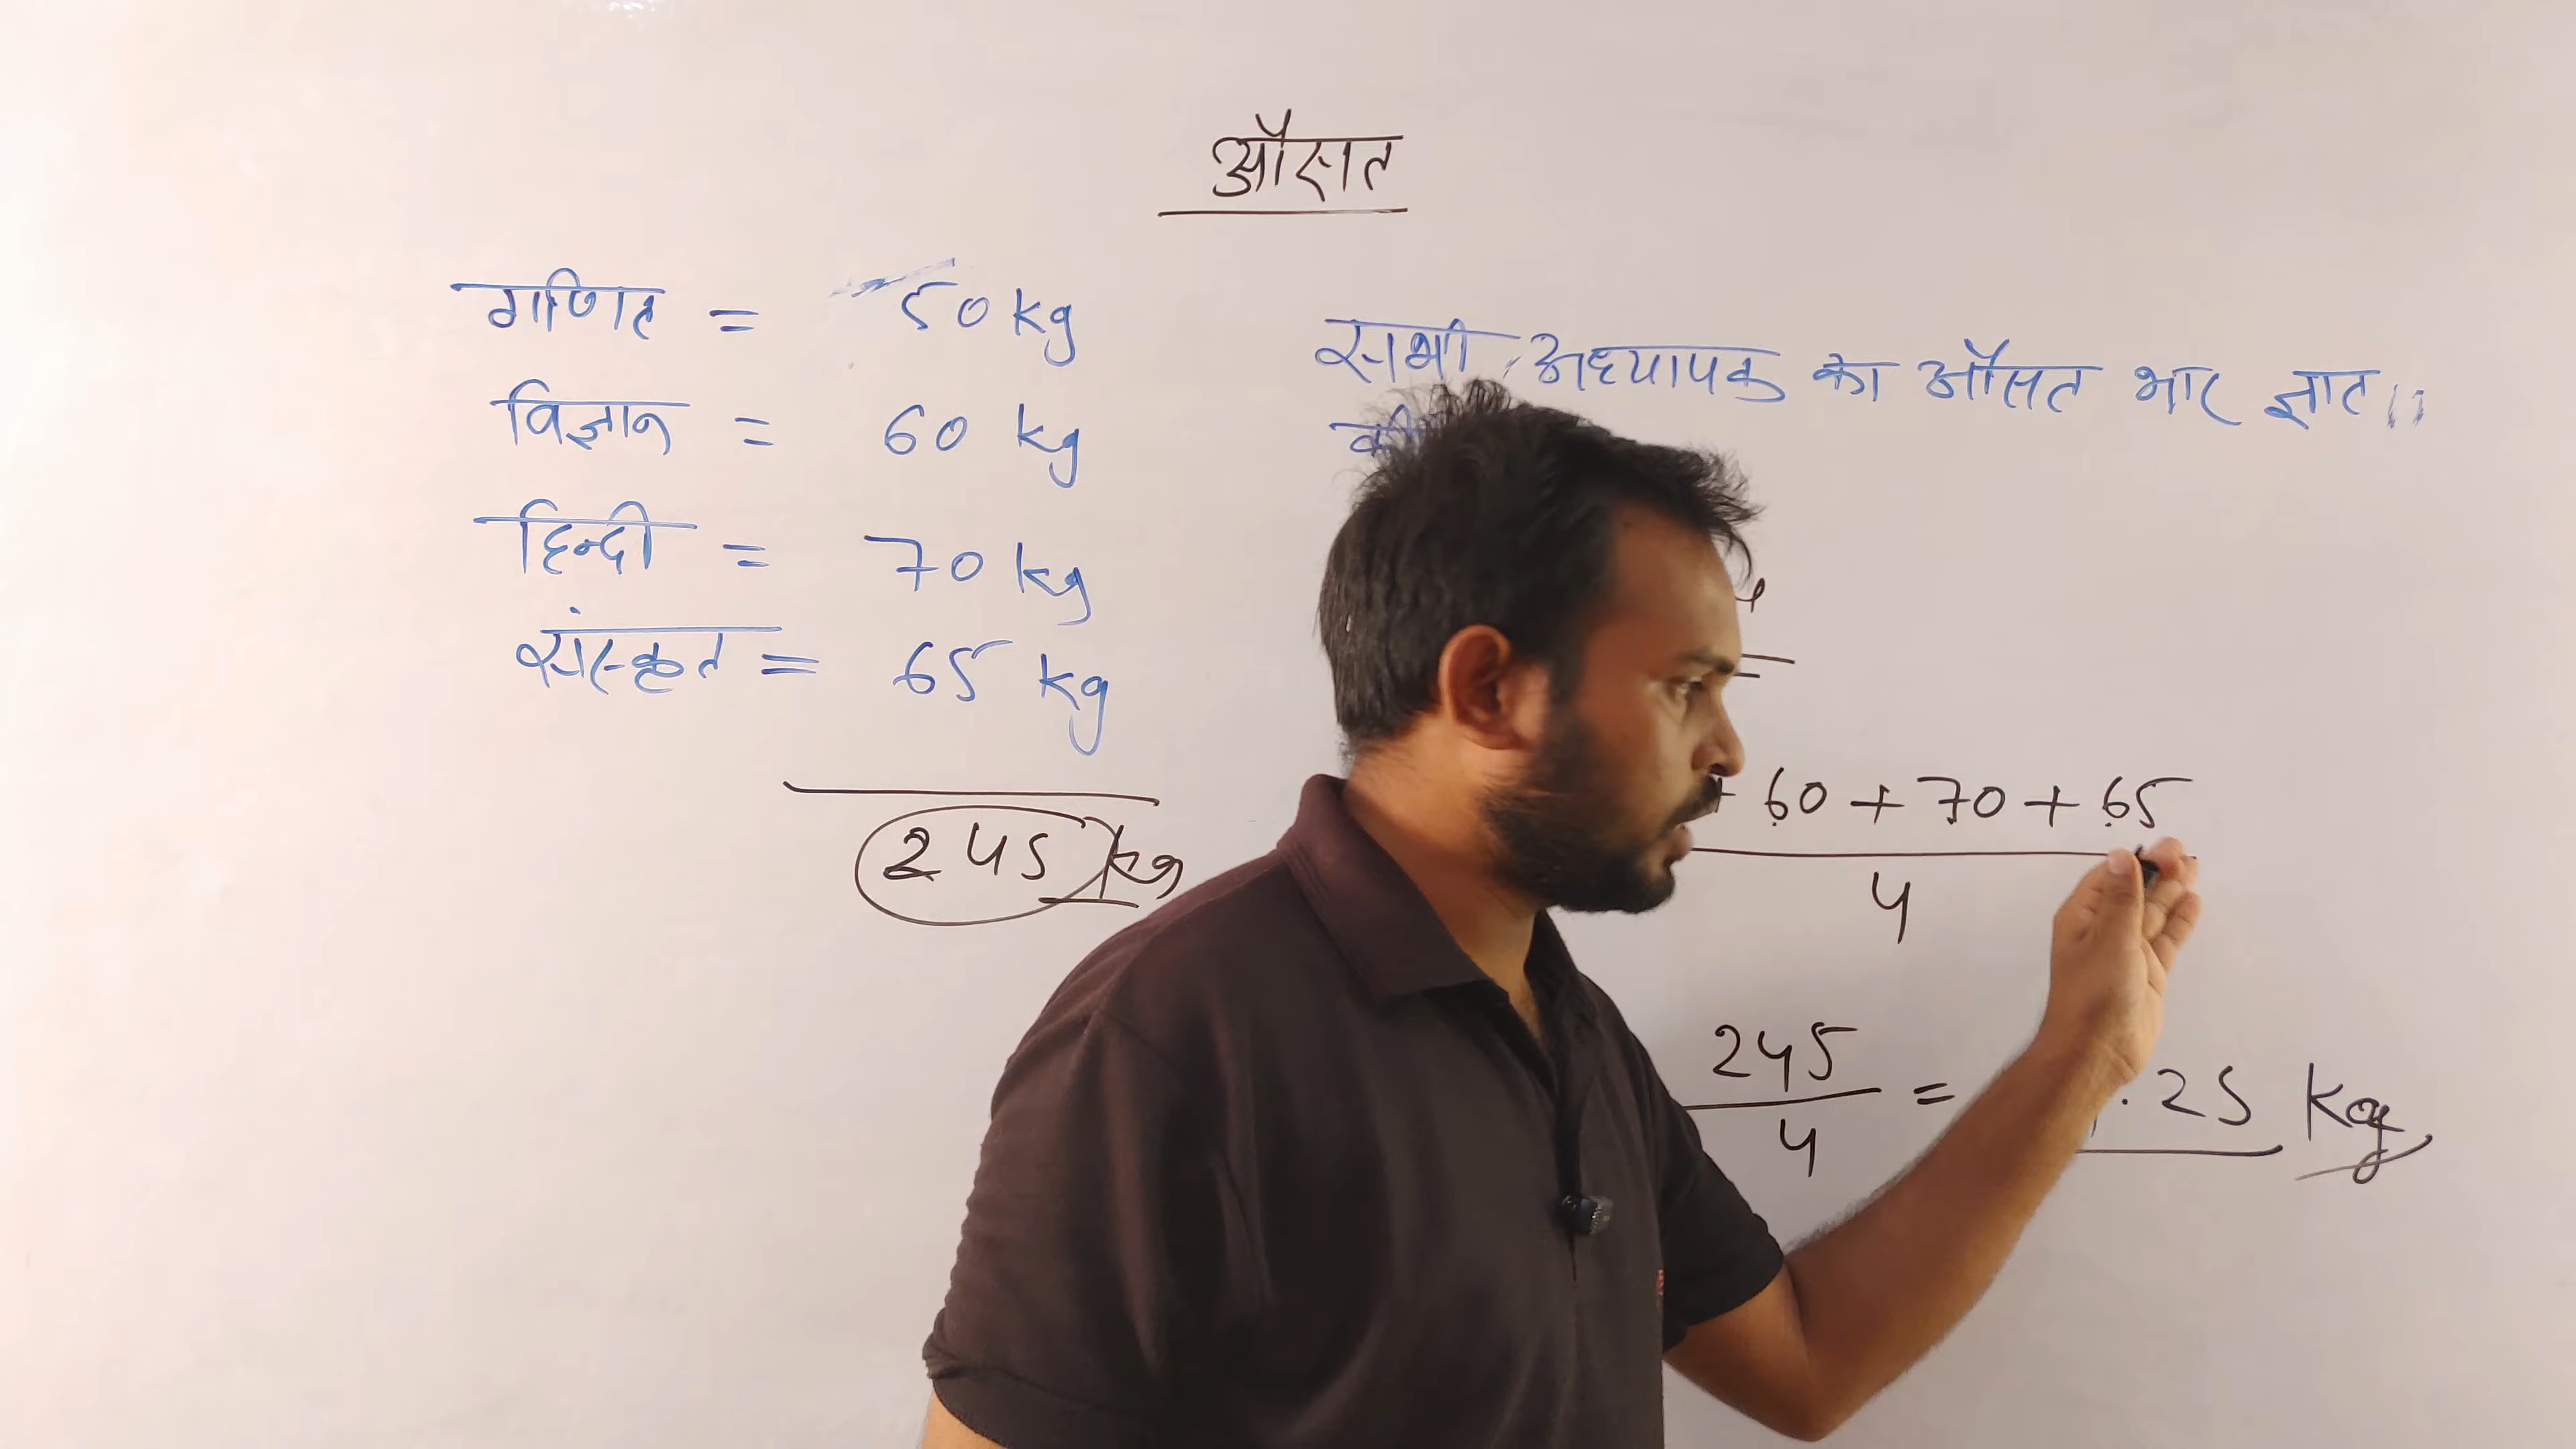 औसत
गणित = 50 kg
विज्ञान = 60 kg
हिन्दी = 70 kg
संस्कृत = 65 kg
245 kg
सभी अध्यापक का औसत भार ज्ञात
60 + 70 + 65
4
245
4
= .25 Kg